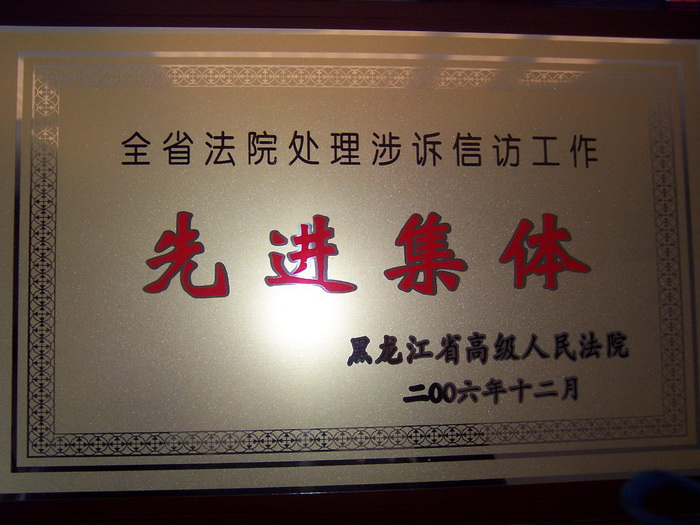 全省法院处理涉诉信访工作
先进集体
黑龙江省高级人民法院
二00六年十二月